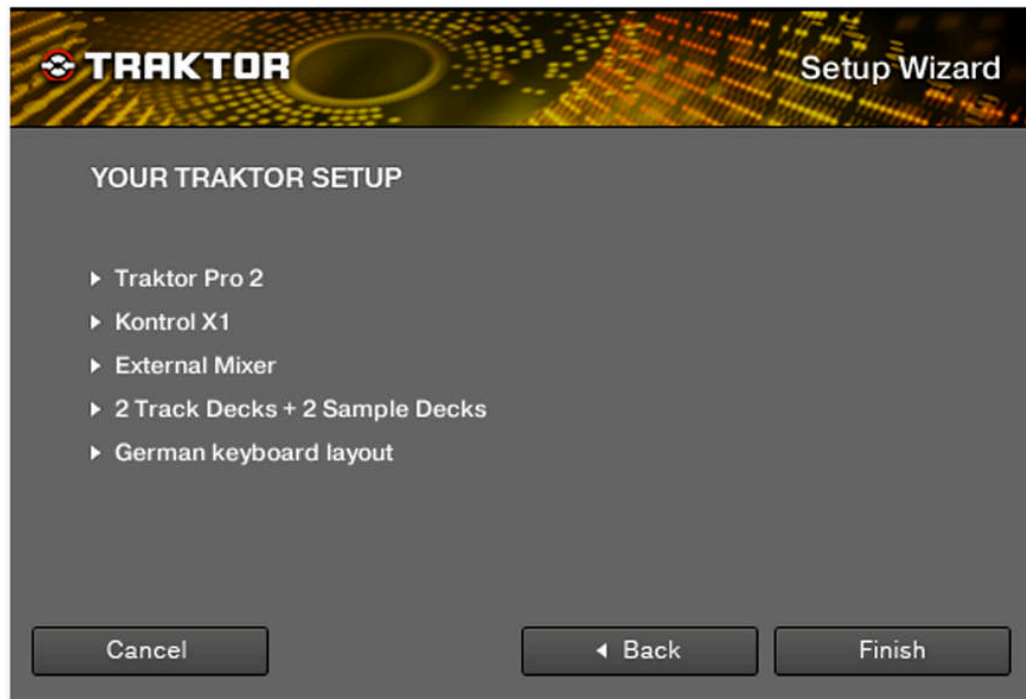 TRAKTOR
Setup Wizard
YOUR TRAKTOR SETUP
Traktor Pro 2
Kontrol X1
External Mixer
2 Track Decks + 2 Sample Decks
German keyboard layout
Cancel
Back
Finish